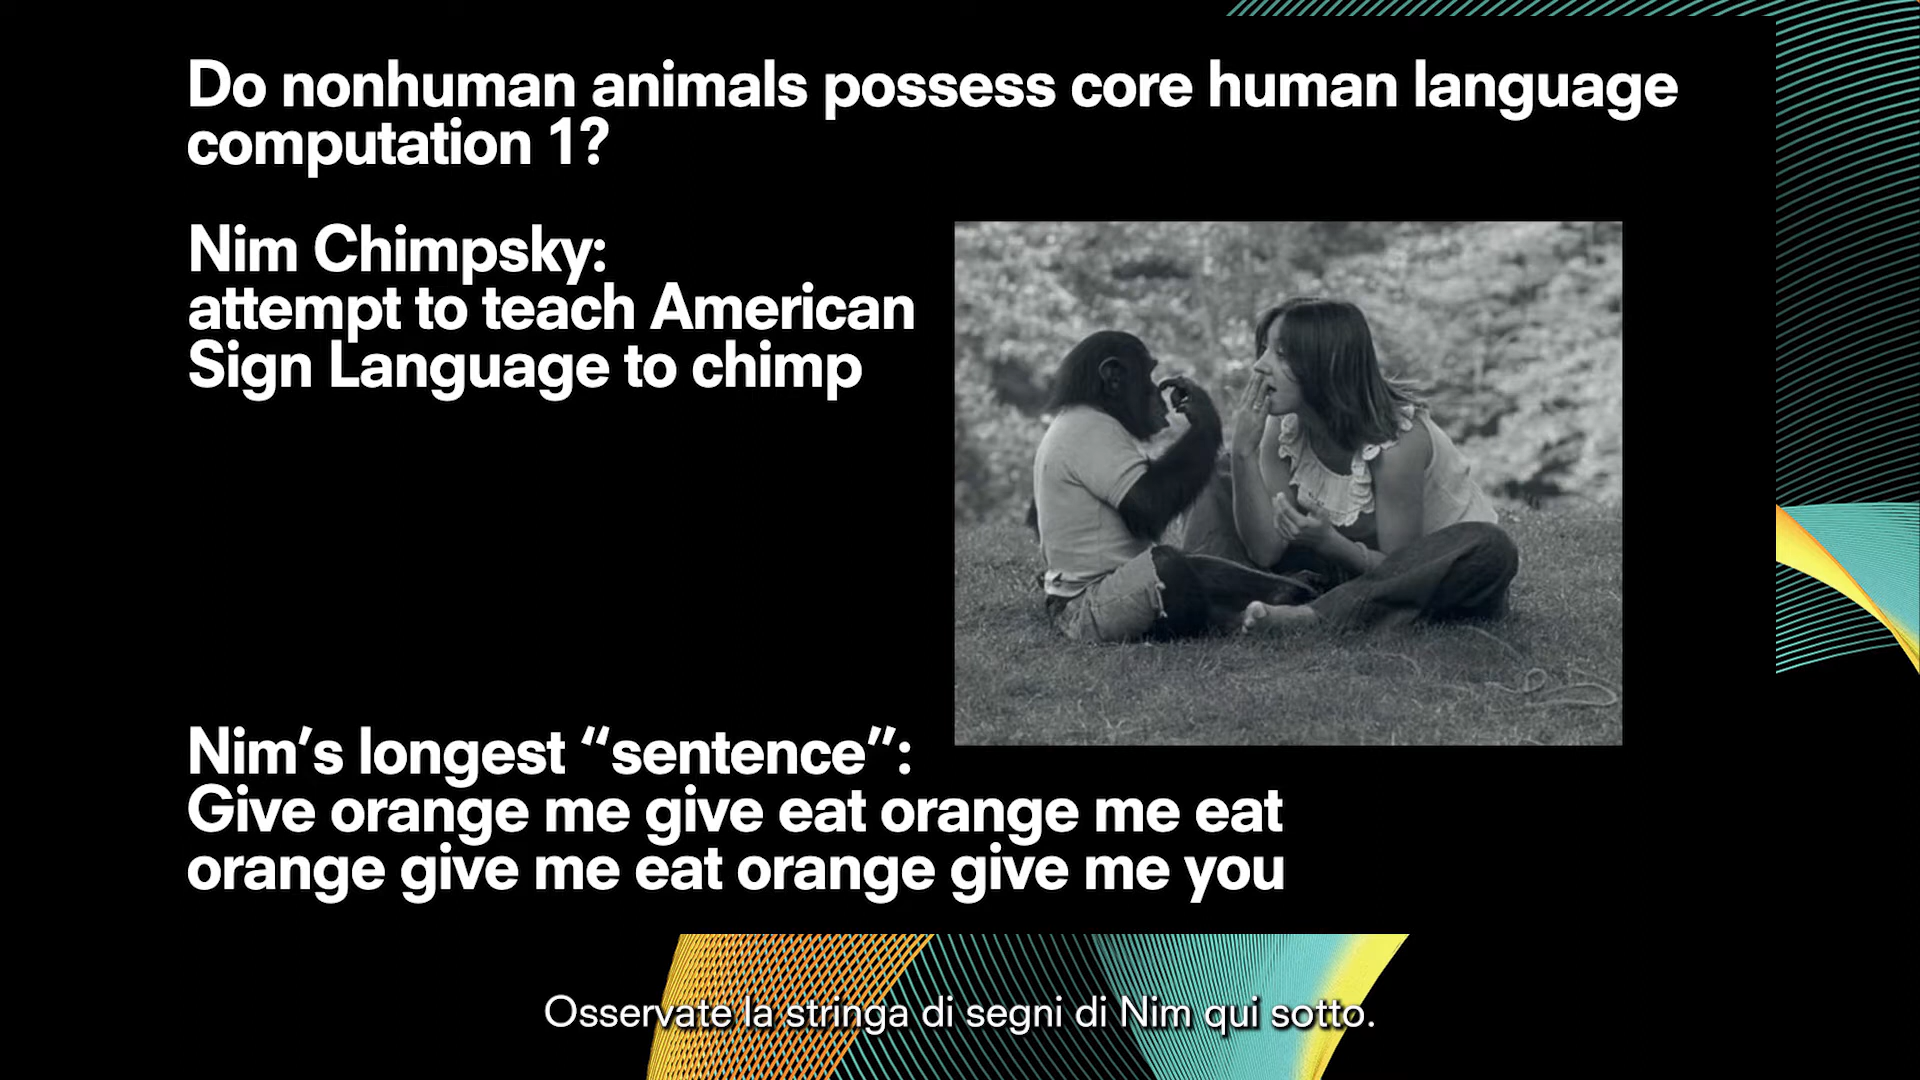 Do nonhuman animals possess core human language
computation 1?
Nim Chimpsky:
attempt to teach American
Sign Language to chimp
Nim’s longest “sentence”:
Give orange me give eat orange me eat
orange give me eat orange give me you
Osservate la stringa di segni di Nim qui sotto.